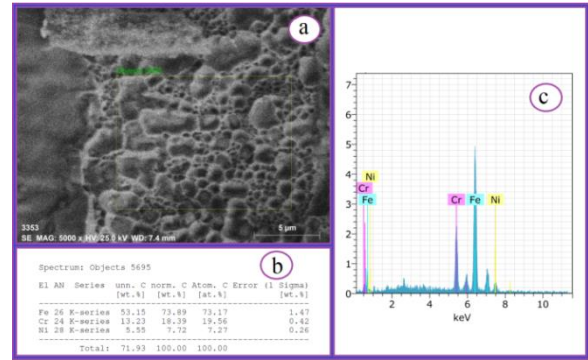 a
3353
SE MAG: 5000 x HV: 25.0 kV WD: 7.4 mm
5 µm
b
Spectrum: Objecta 5695
El AN Series unn. C norm. C Atom. C Error (1 Sigma)
[wt.%] [wt.%] [at.%] [wt.%]
Fe 26 K-series 53.15 73.89 73.17 1.47
Cr 24 K-series 13.23 18.39 19.56 0.42
Ni 28 K-series 5.55 7.72 7.27 0.26
Total: 71.93 100.00 100.00
c
7
6
5
4
3
2
1
0
Ni
Cr
Fe
Cr Fe Ni
2 4 6 8 10
keV